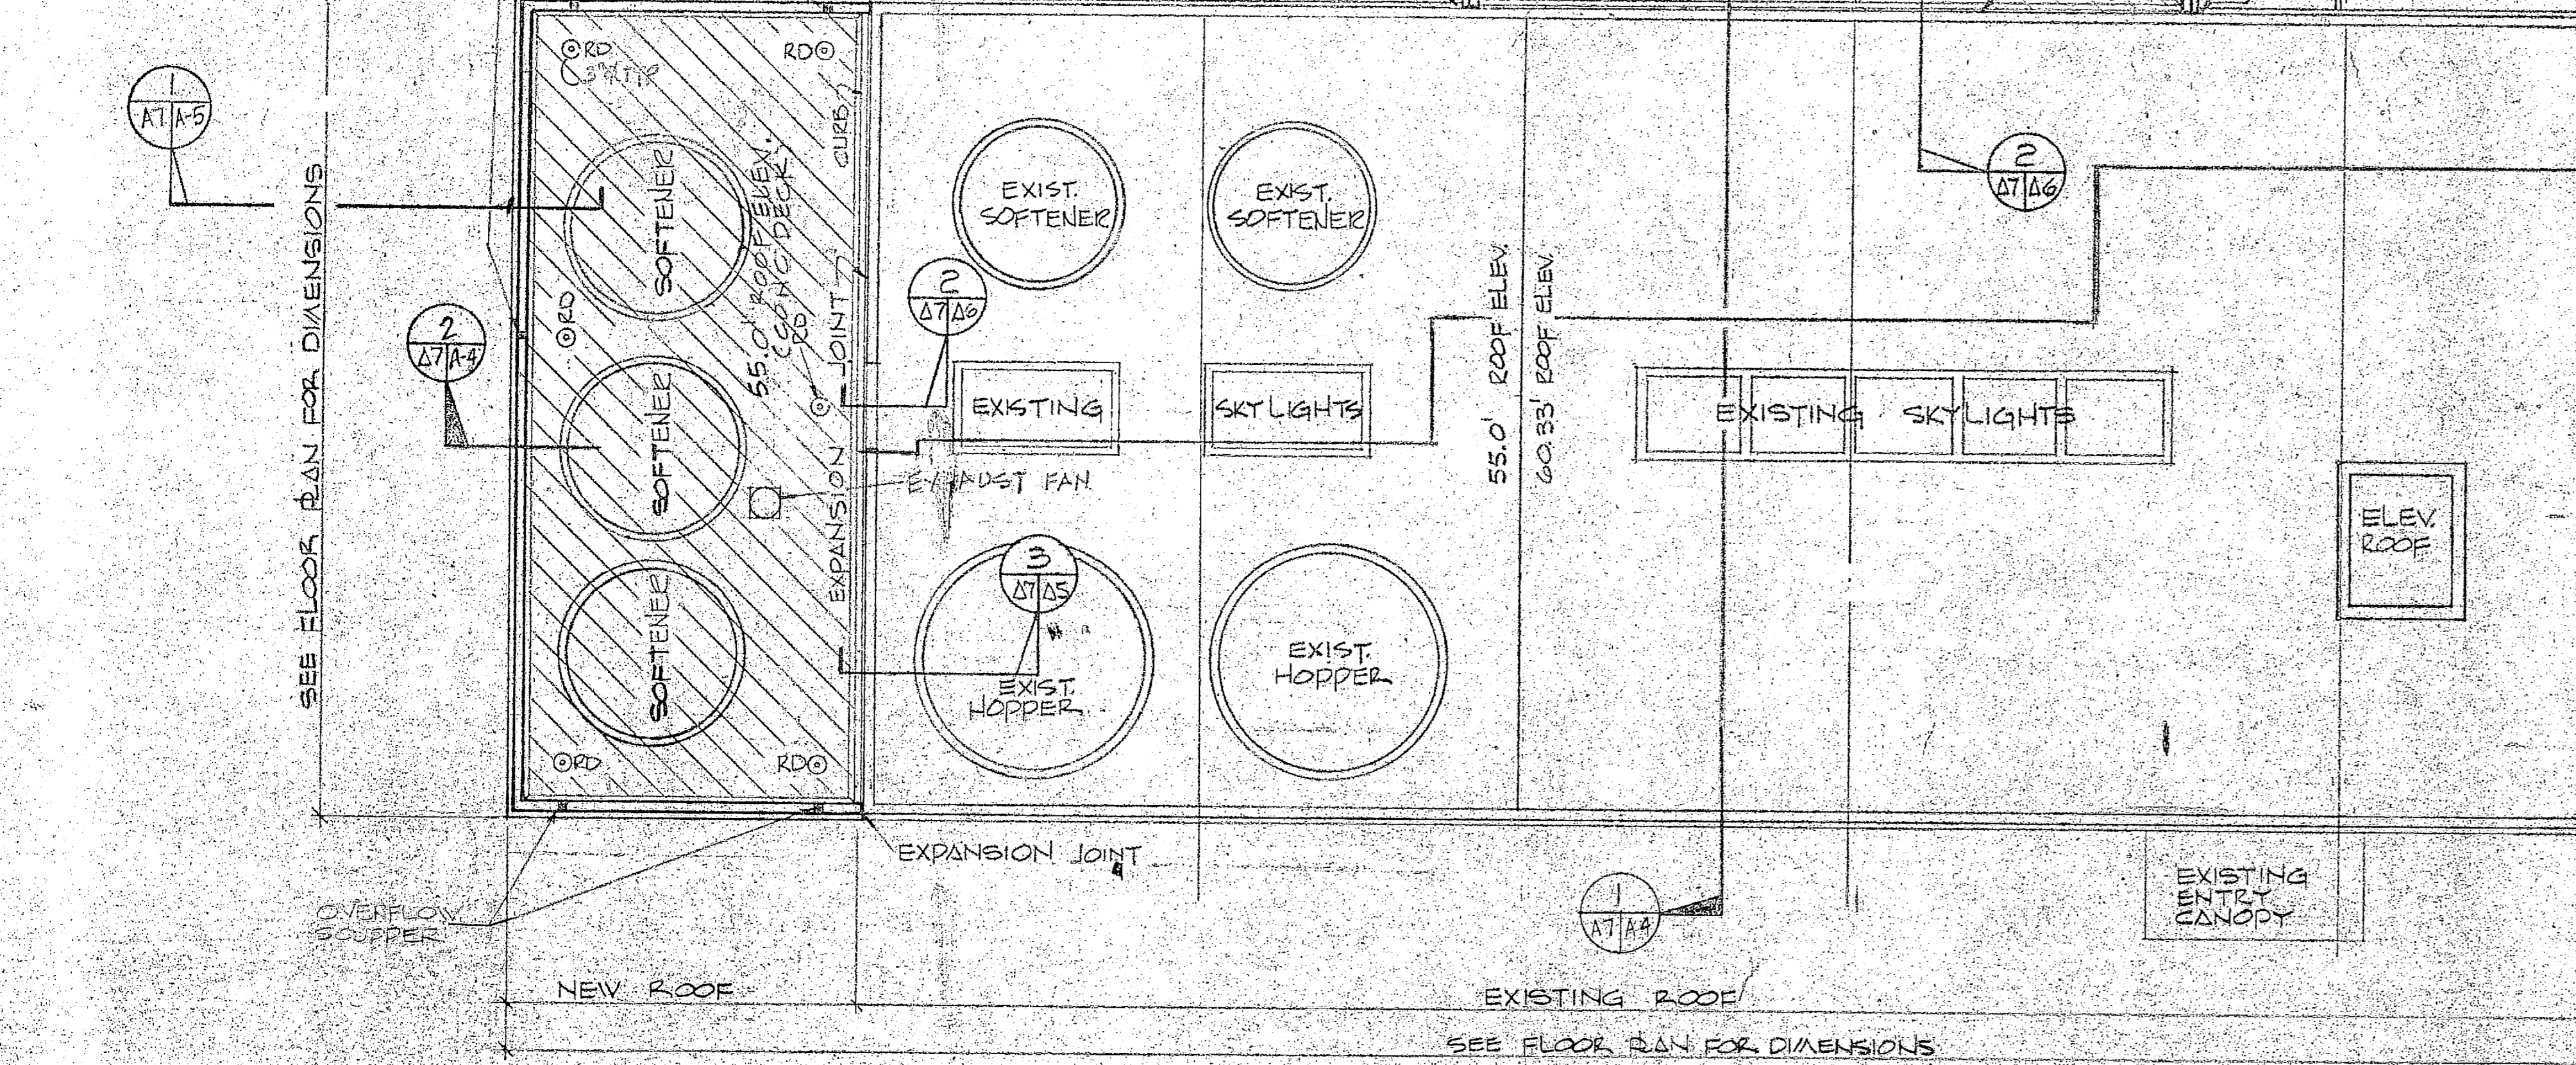 RD
3"Ø TYP
RD
1
A7 A-5
SEE FLOOR PLAN FOR DIMENSIONS
CURB
SOFTENER
55.0' ROOF ELEV.
(CONC. DECK)
RD
RD
2
A7 A-4
SOFTENER
SOFTENER
EXPANSION JOINT
2
A7 A6
EXIST.
SOFTENER
EXIST.
SOFTENER
EXISTING SKYLIGHTS
EXHAUST FAN
3
A7 A5
EXIST.
HOPPER
EXIST.
HOPPER
55.0' ROOF ELEV.
60.33' ROOF ELEV.
2
A7 A6
EXISTING SKYLIGHTS
ELEV.
ROOF
RD
RD
EXPANSION JOINT
OVERFLOW
SCUPPER
1
A7 A4
EXISTING
ENTRY
CANOPY
NEW ROOF
EXISTING ROOF
SEE FLOOR PLAN FOR DIMENSIONS